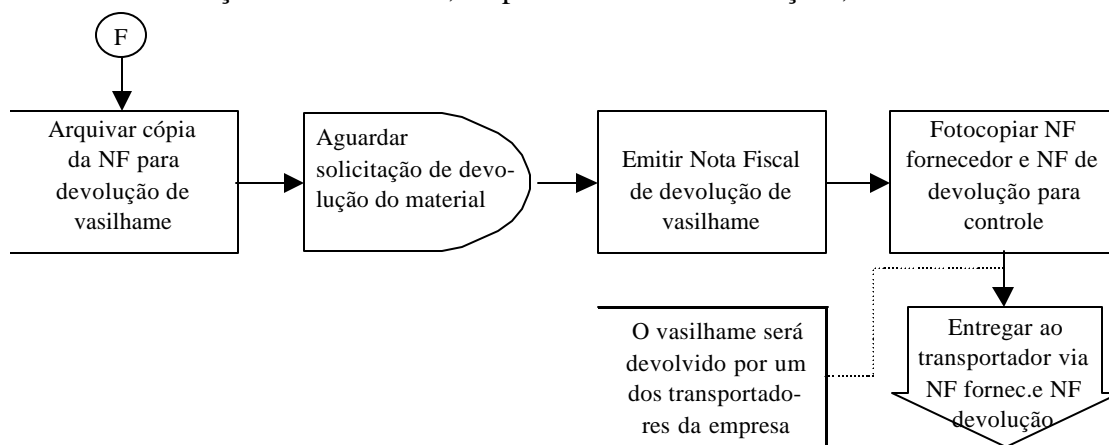 F
Arquivar cópia
da NF para
devolução de
vasilhame
Aguardar
solicitação de devo-
lução do material
Emitir Nota Fiscal
de devolução de
vasilhame
Fotocopiar NF
fornecedor e NF de
devolução para
controle
O vasilhame será
devolvido por um
dos transportado-
res da empresa
Entregar ao
transportador via
NF fornec.e NF
devolução